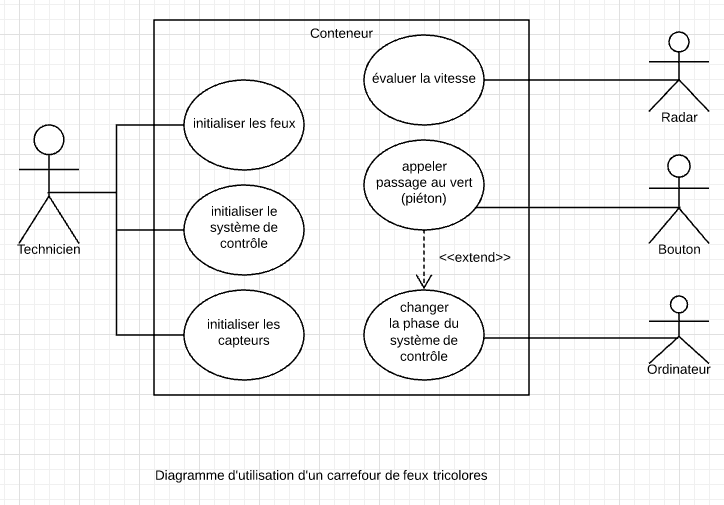 Conteneur
évaluer la vitesse
Radar
initialiser les feux
appeler
passage au vert
(piéton)
Bouton
Technicien
initialiser le
système de
contrôle
<<extend>>
initialiser les
capteurs
changer
la phase du
système de
contrôle
Ordinateur
Diagramme d'utilisation d'un carrefour de feux tricolores